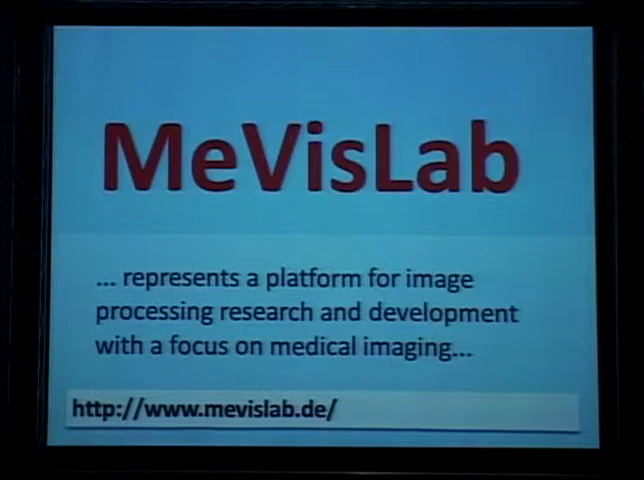 MeVisLab
... represents a platform for image
processing research and development
with a focus on medical imaging...
http://www.mevislab.de/